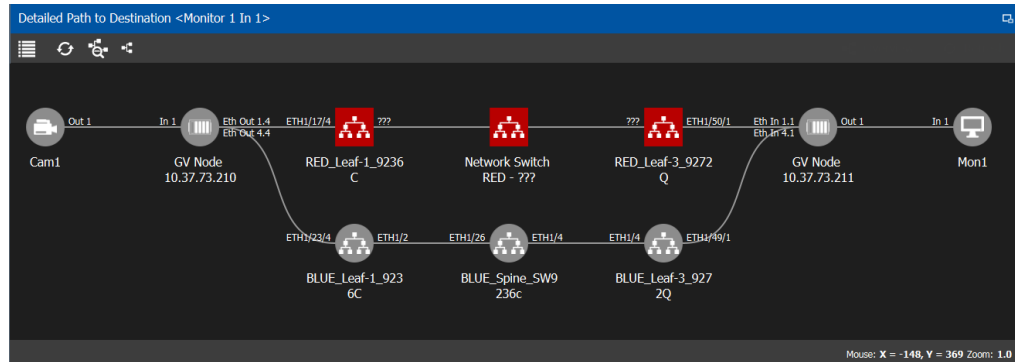 Detailed Path to Destination <Monitor 1 In 1>
Out 1 In 1 Eth Out 1.4 ETH1/17/4 ??? ??? ETH1/50/1 Eth In 1.1 Out 1 In 1
Eth Out 4.4 Eth In 4.1
Cam1 GV Node RED_Leaf-1_9236 Network Switch RED_Leaf-3_9272 GV Node Mon1
10.37.73.210 C RED - ??? Q 10.37.73.211
ETH1/23/4 ETH1/2 ETH1/26 ETH1/4 ETH1/4 ETH1/49/1
BLUE_Leaf-1_923 BLUE_Spine_SW9 BLUE_Leaf-3_927
6C 236c 2Q
Mouse: X = -148, Y = 369 Zoom: 1.0